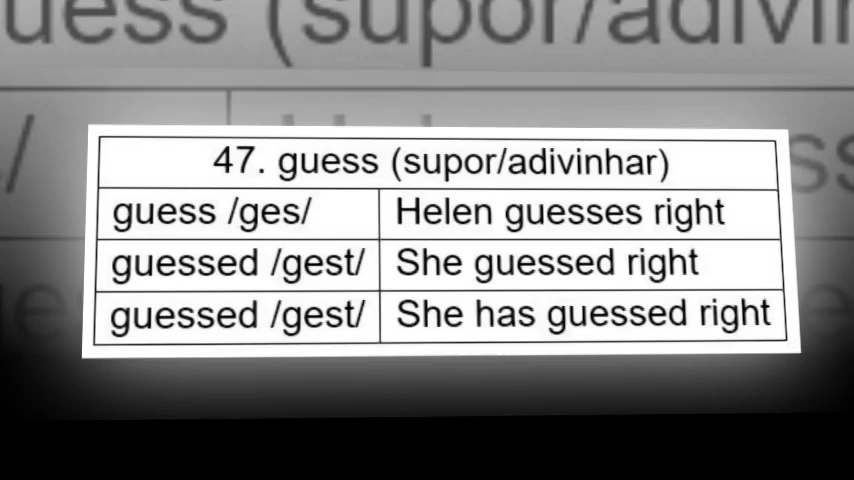 47. guess (supor/adivinhar)
guess /ges/ Helen guesses right
guessed /gest/ She guessed right
guessed /gest/ She has guessed right